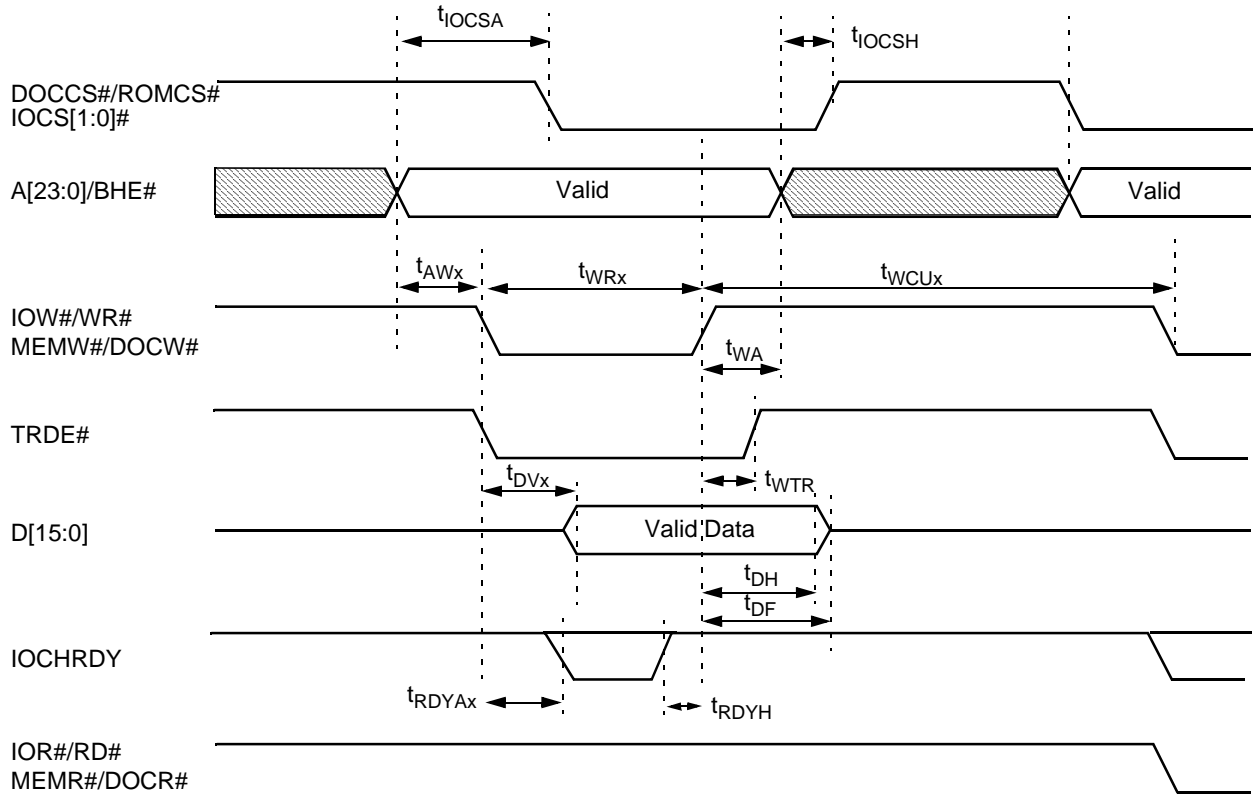 tIOCSA
tIOCSH
DOCCS#/ROMCS#
IOCS[1:0]#
A[23:0]/BHE#
Valid
Valid
tAWx
tWRx
tWCUx
IOW#/WR#
MEMW#/DOCW#
tWA
TRDE#
tDVx
tWTR
D[15:0]
Valid Data
tDH
tDF
IOCHRDY
tRDYAx
tRDYH
IOR#/RD#
MEMR#/DOCR#